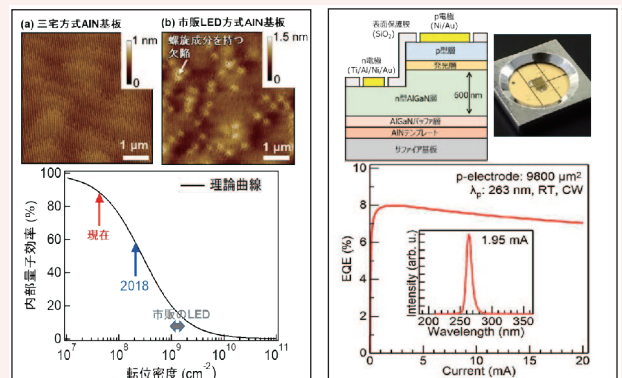 (a) 三宅方式AlN基板
(b) 市販LED方式AlN基板
1 nm
0
1 μm
螺旋成分を持つ
欠陥
1.5 nm
0
1 μm
100
80
60
40
20
0
内部量子効率 (%)
理論曲線
現在
2018
市販のLED
10⁷
10⁸
10⁹
10¹⁰
10¹¹
転位密度 (cm⁻²)
表面保護膜
(SiO₂)
p電極
(Ni/Au)
n電極
(Ti/Al/Ni/Au)
p型層
発光層
n型AlGaN層
600 nm
AlGaNバッファ層
AlNテンプレート
サファイア基板
p-electrode: 9800 μm²
λp: 263 nm, RT, CW
10
8
6
4
2
0
EQE (%)
1.95 mA
Intensity (arb. u.)
200
250
300
350
Wavelength (nm)
0
5
10
15
20
Current (mA)